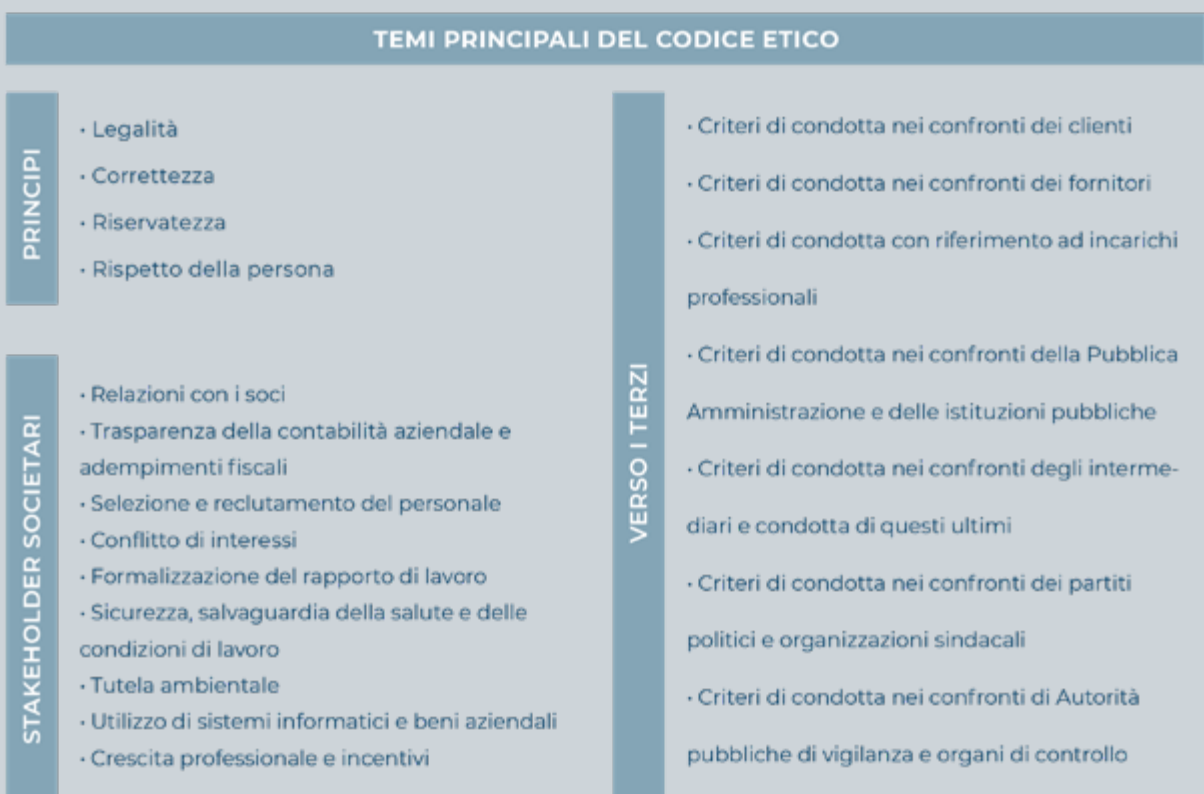 TEMI PRINCIPALI DEL CODICE ETICO
PRINCIPI
· Legalità
· Correttezza
· Riservatezza
· Rispetto della persona
STAKEHOLDER SOCIETARI
· Relazioni con i soci
· Trasparenza della contabilità aziendale e
adempimenti fiscali
· Selezione e reclutamento del personale
· Conflitto di interessi
· Formalizzazione del rapporto di lavoro
· Sicurezza, salvaguardia della salute e delle
condizioni di lavoro
· Tutela ambientale
· Utilizzo di sistemi informatici e beni aziendali
· Crescita professionale e incentivi
VERSO I TERZI
· Criteri di condotta nei confronti dei clienti
· Criteri di condotta nei confronti dei fornitori
· Criteri di condotta con riferimento ad incarichi
professionali
· Criteri di condotta nei confronti della Pubblica
Amministrazione e delle istituzioni pubbliche
· Criteri di condotta nei confronti degli interme-
diari e condotta di questi ultimi
· Criteri di condotta nei confronti dei partiti
politici e organizzazioni sindacali
· Criteri di condotta nei confronti di Autorità
pubbliche di vigilanza e organi di controllo